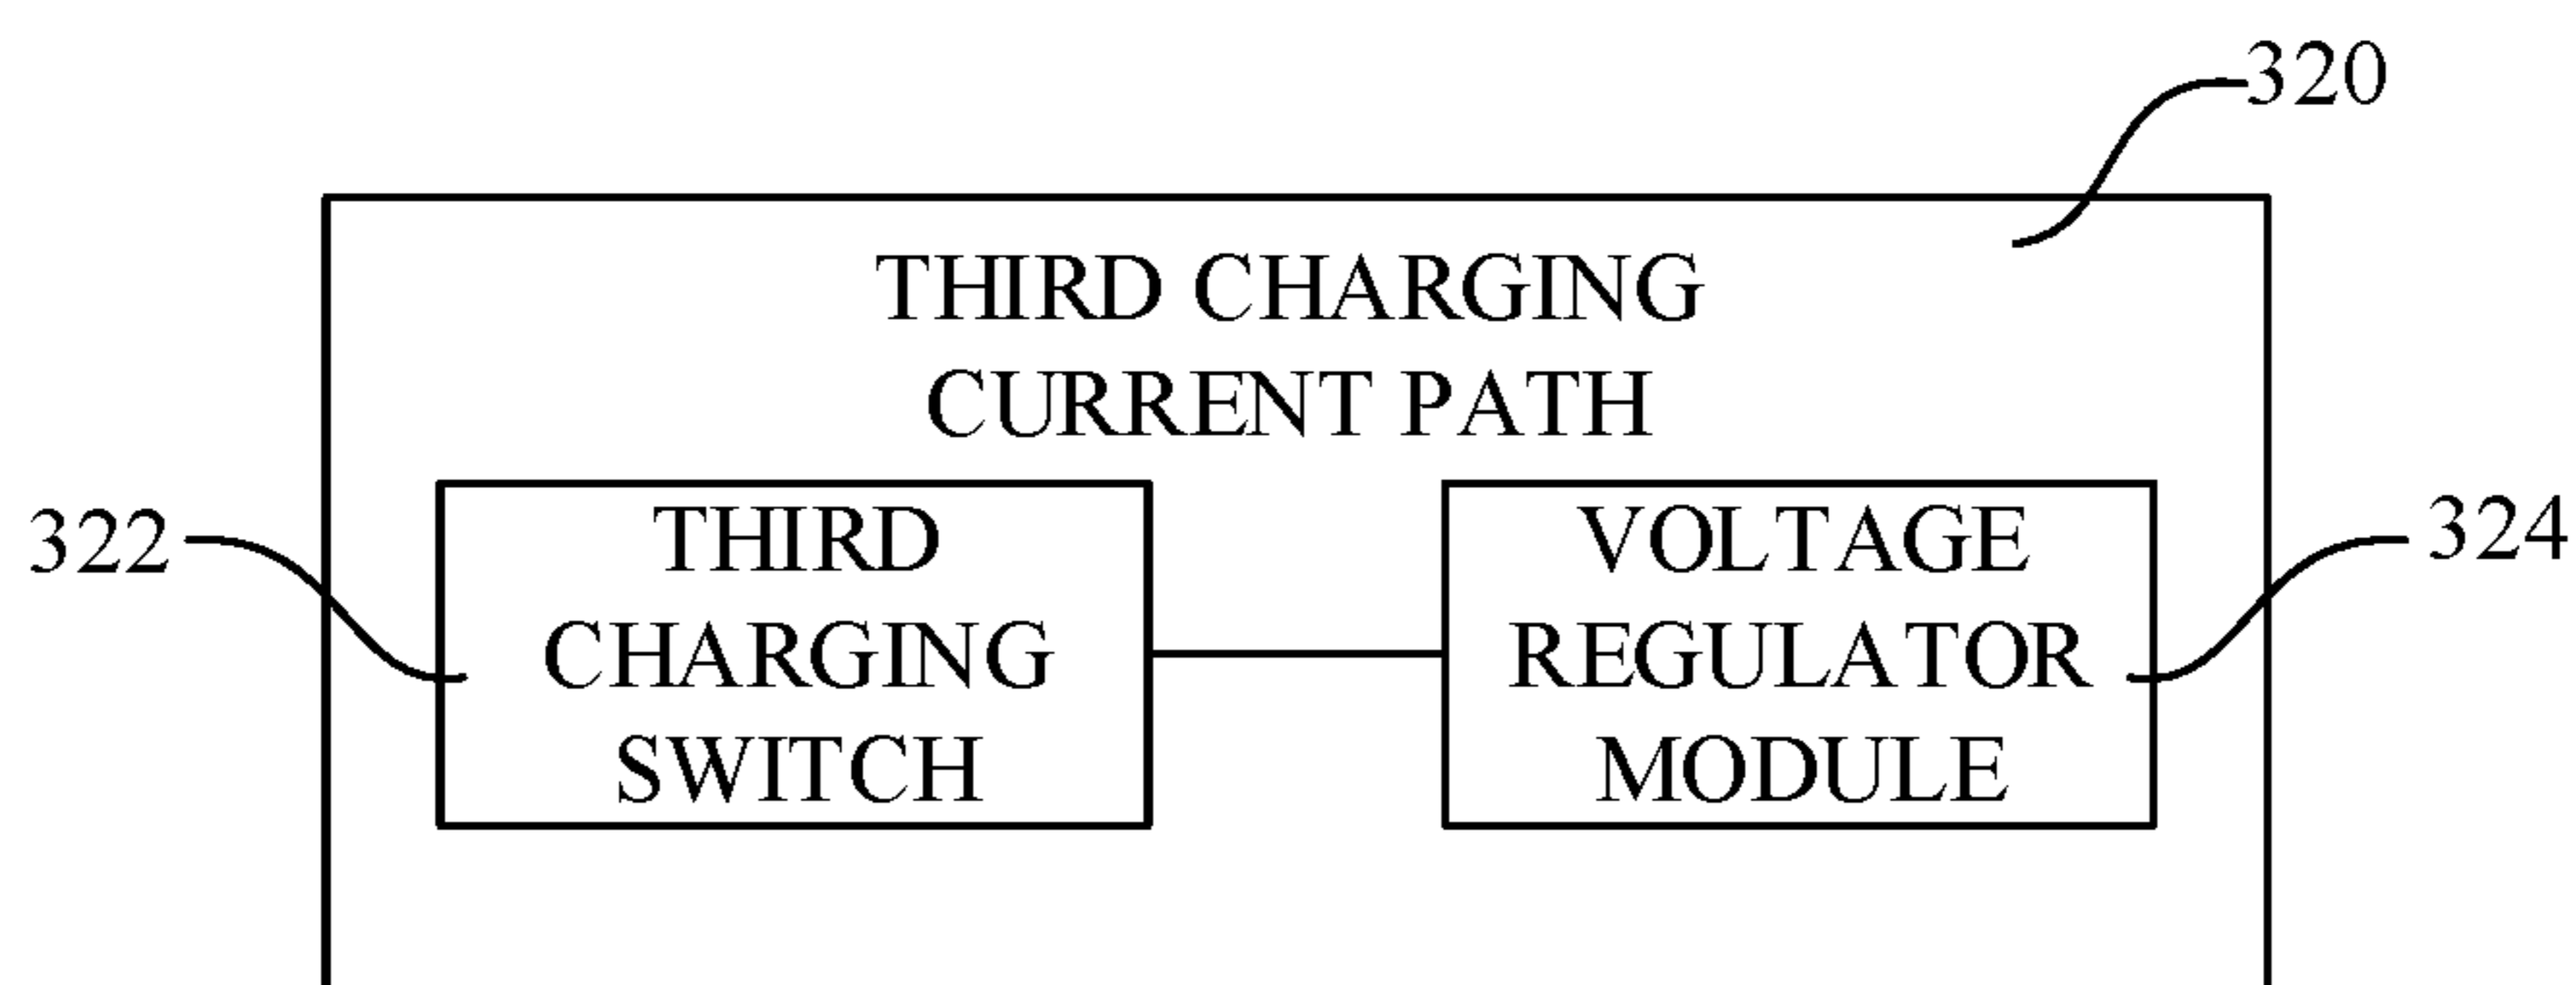 320
THIRD CHARGING
CURRENT PATH
322
THIRD
CHARGING
SWITCH
VOLTAGE
REGULATOR
MODULE
324